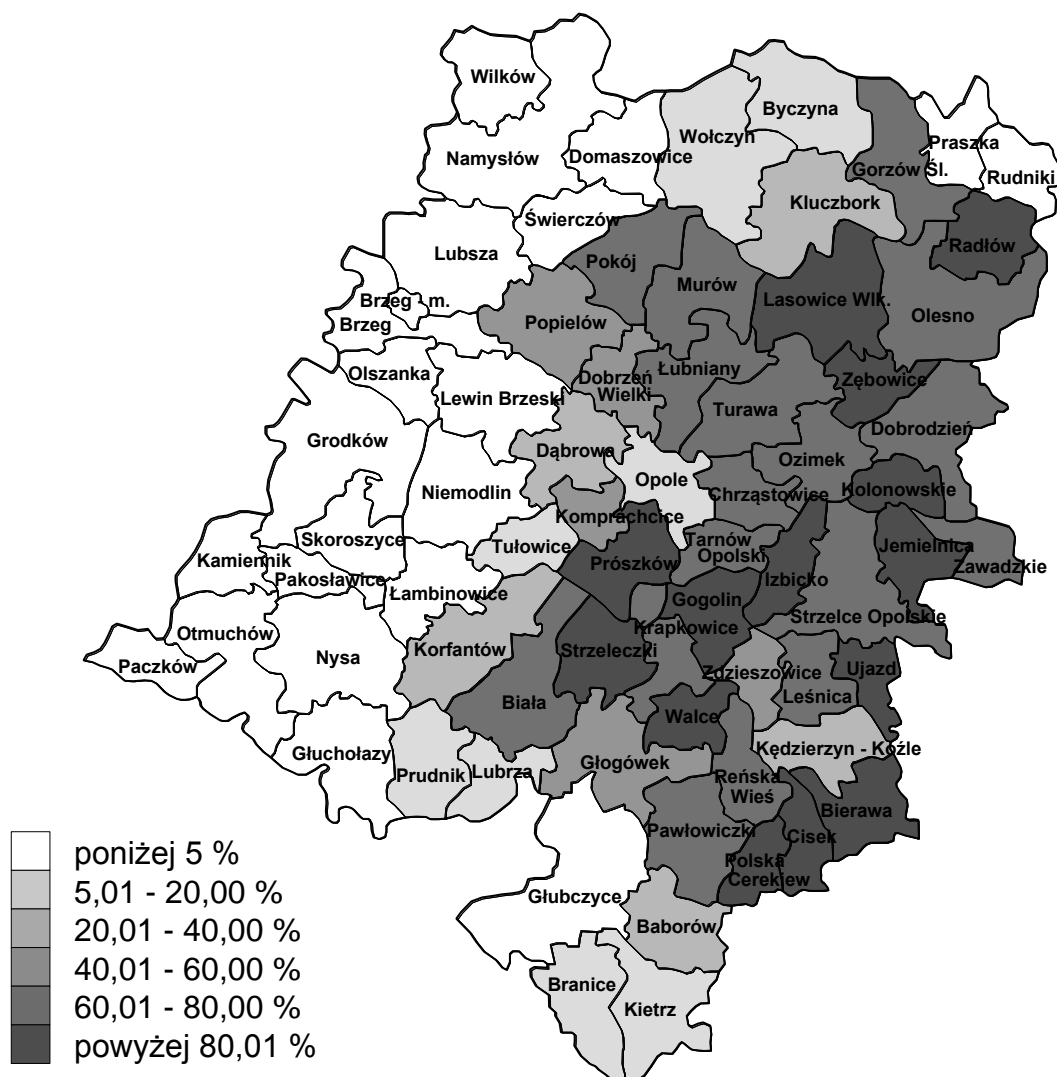 Wilków
Byczyna
Wołczyn
Praszka
Namysłów
Domaszowice
Gorzów Śl.
Rudniki
Kluczbork
Świerczów
Radłów
Lubsza
Pokój
Murów
Lasowice Wlk.
Brzeg m.
Olesno
Brzeg
Popielów
Olszanka
Łubniany
Dobrzeń
Wielki
Zębowice
Lewin Brzeski
Turawa
Dobrodzień
Grodków
Dąbrowa
Ozimek
Opole
Niemodlin
Chrząstowice
Kolonowskie
Komprachcice
Skoroszyce
Tułowice
Tarnów
Opolski
Jemielnica
Kamiennik
Prószków
Zawadzkie
Pakosławice
Izbicko
Łambinowice
Gogolin
Strzelce Opolskie
Otmuchów
Krapkowice
Korfantów
Strzeleczki
Nysa
Paczków
Zdzieszowice
Ujazd
Leśnica
Biała
Walce
Kędzierzyn - Koźle
Głuchołazy
Głogówek
Prudnik
Lubrza
Reńska
Wieś
Bierawa
Pawłowiczki
Cisek
Polska
Cerekiew
Głubczyce
Baborów
Branice
Kietrz
poniżej 5 %
5,01 - 20,00 %
20,01 - 40,00 %
40,01 - 60,00 %
60,01 - 80,00 %
powyżej 80,01 %